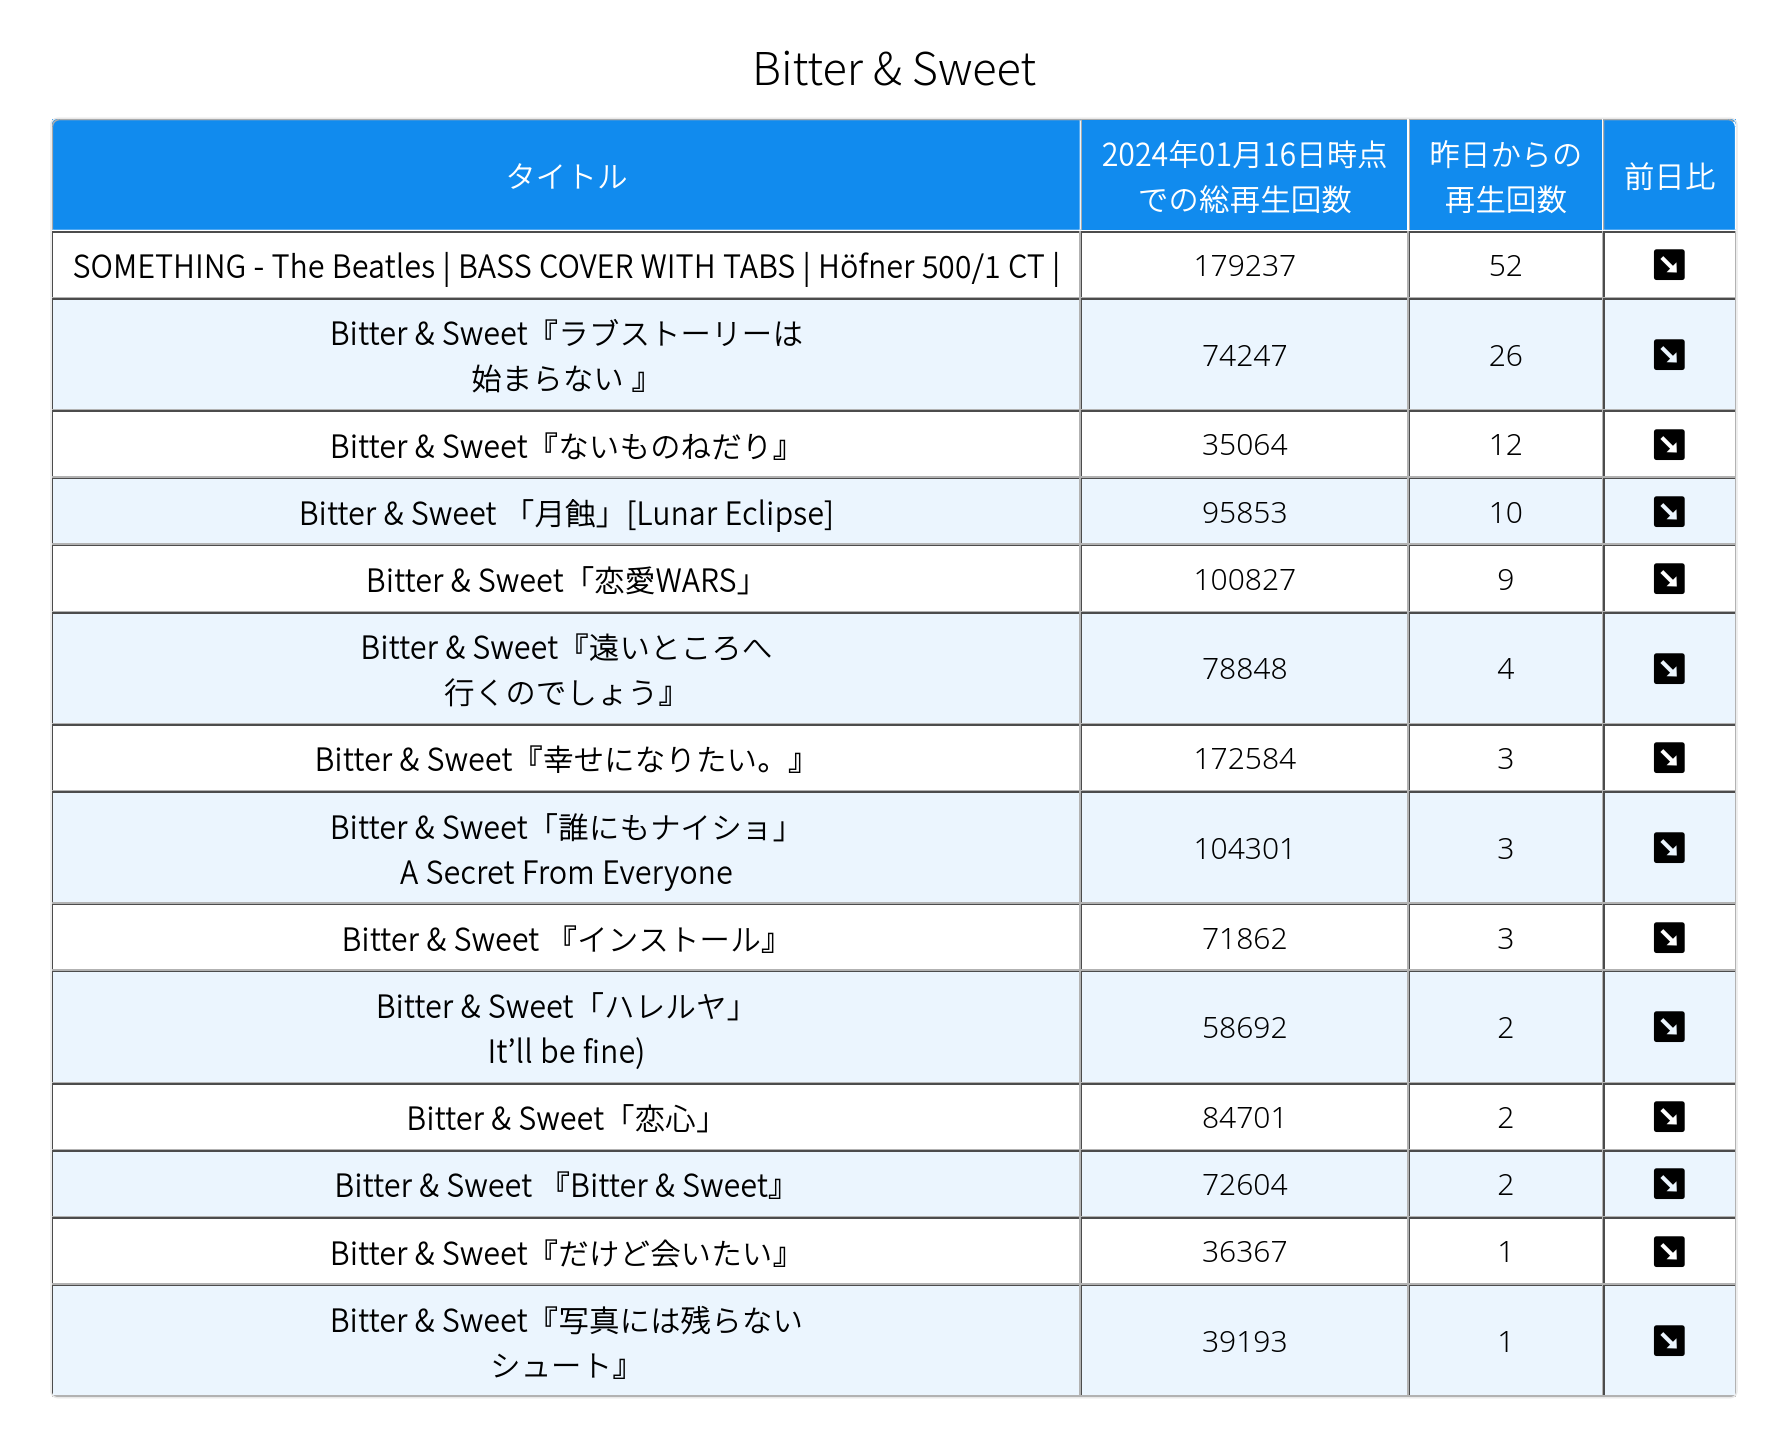 Bitter & Sweet
タイトル
2024年01月16日時点
での総再生回数
昨日からの
再生回数
前日比
SOMETHING - The Beatles | BASS COVER WITH TABS | Höfner 500/1 CT |
179237
52
Bitter & Sweet『ラブストーリーは
始まらない 』
74247
26
Bitter & Sweet『ないものねだり』
35064
12
Bitter & Sweet 「月蝕」[Lunar Eclipse]
95853
10
Bitter & Sweet「恋愛WARS」
100827
9
Bitter & Sweet『遠いところへ
行くのでしょう』
78848
4
Bitter & Sweet『幸せになりたい。』
172584
3
Bitter & Sweet「誰にもナイショ」
A Secret From Everyone
104301
3
Bitter & Sweet 『インストール』
71862
3
Bitter & Sweet「ハレルヤ」
It’ll be fine)
58692
2
Bitter & Sweet「恋心」
84701
2
Bitter & Sweet 『Bitter & Sweet』
72604
2
Bitter & Sweet『だけど会いたい』
36367
1
Bitter & Sweet『写真には残らない
シュート』
39193
1